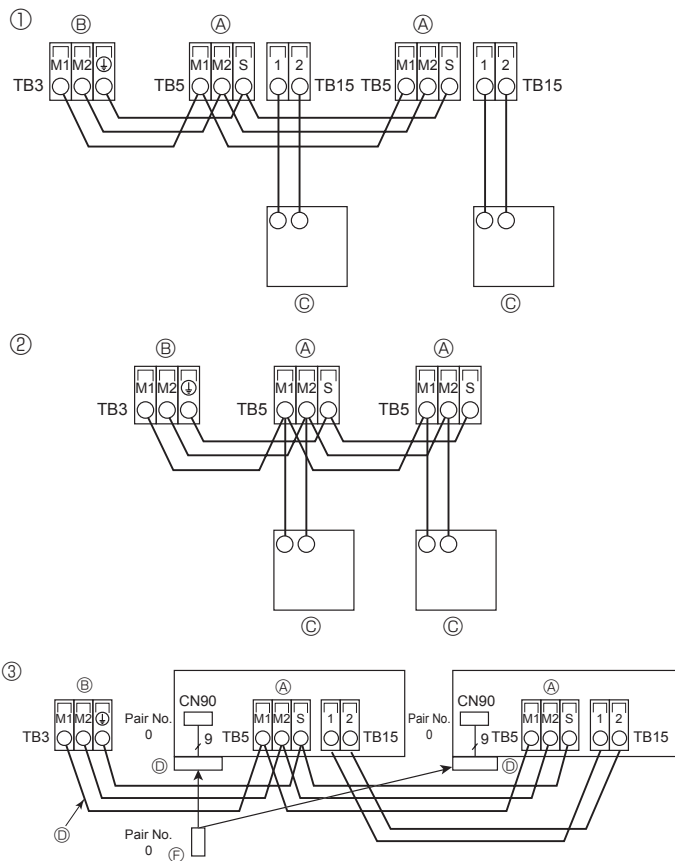 ①
Ⓑ Ⓐ Ⓐ
M1 M2 ⏚ M1 M2 S 1 2 M1 M2 S 1 2
TB3 TB5 TB15 TB5 TB15
Ⓒ Ⓒ
②
Ⓑ Ⓐ Ⓐ
M1 M2 ⏚ M1 M2 S M1 M2 S
TB3 TB5 TB5
Ⓒ Ⓒ
③
Ⓑ Ⓐ Ⓐ
CN90 CN90
M1 M2 ⏚ Pair No. M1 M2 S 1 2 Pair No. M1 M2 S 1 2
TB3 0 9 TB5 TB15 0 9 TB5 TB15
Ⓓ Ⓓ
Ⓓ
Pair No.
0 Ⓕ